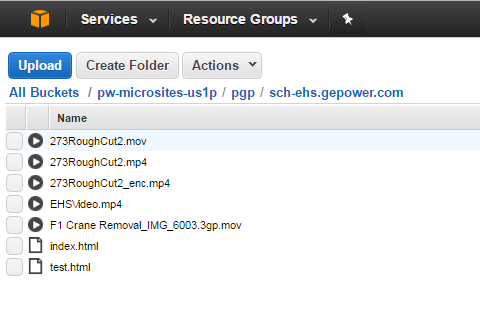 Services Resource Groups
Upload Create Folder Actions
All Buckets / pw-microsites-us1p / pgp / sch-ehs.gepower.com
Name
273RoughCut2.mov
273RoughCut2.mp4
273RoughCut2_enc.mp4
EHSVideo.mp4
F1 Crane Removal_IMG_6003.3gp.mov
index.html
test.html